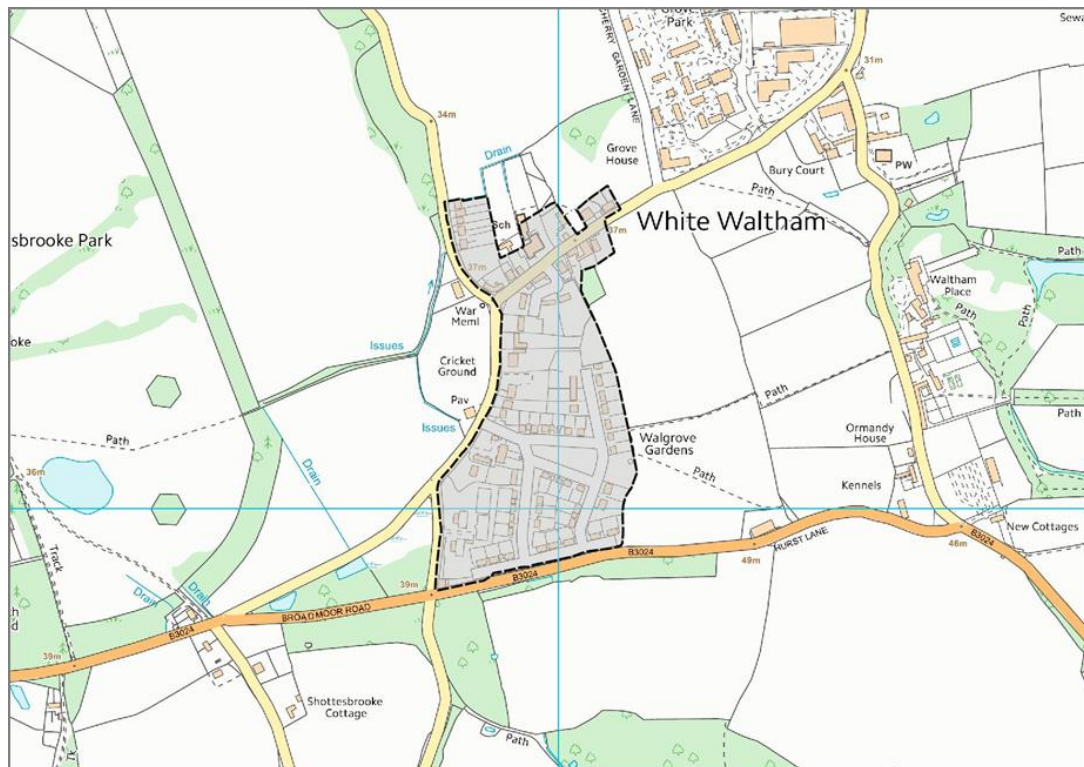 Grove
Park
CHERRY GARDEN LANE
Sewa
31m
34m
Drain
Grove
House
Bury Court
PW
Path
Sch
37m
White Waltham
sbrooke Park
37m
Path
Waltham
Place
Path
Path
War
Meml
oke
Issues
Cricket
Ground
Path
Path
Pav
Issues
Ormandy
House
Path
Walgrove
Gardens
Drain
36m
Path
Kennels
New Cottages
HURST LANE
B3024
46m
B3024
49m
Track
B3024
39m
Drain
Drain
BROADMOOR ROAD
B3024
39m
Shottesbrooke
Cottage
Path